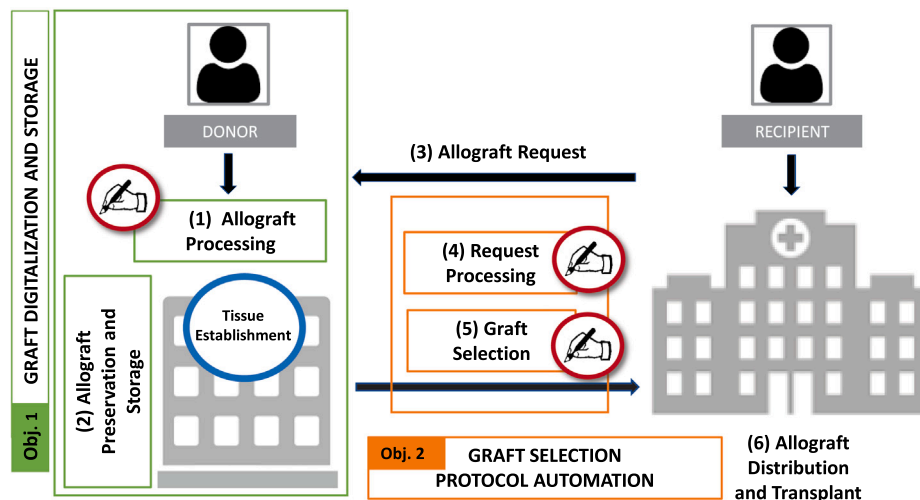 GRAFT DIGITALIZATION AND STORAGE
Obj. 1
DONOR
(1) Allograft
Processing
(2) Allograft
Preservation and
Storage
Tissue
Establishment
(3) Allograft Request
(4) Request
Processing
(5) Graft
Selection
Obj. 2
GRAFT SELECTION
PROTOCOL AUTOMATION
RECIPIENT
(6) Allograft
Distribution
and Transplant